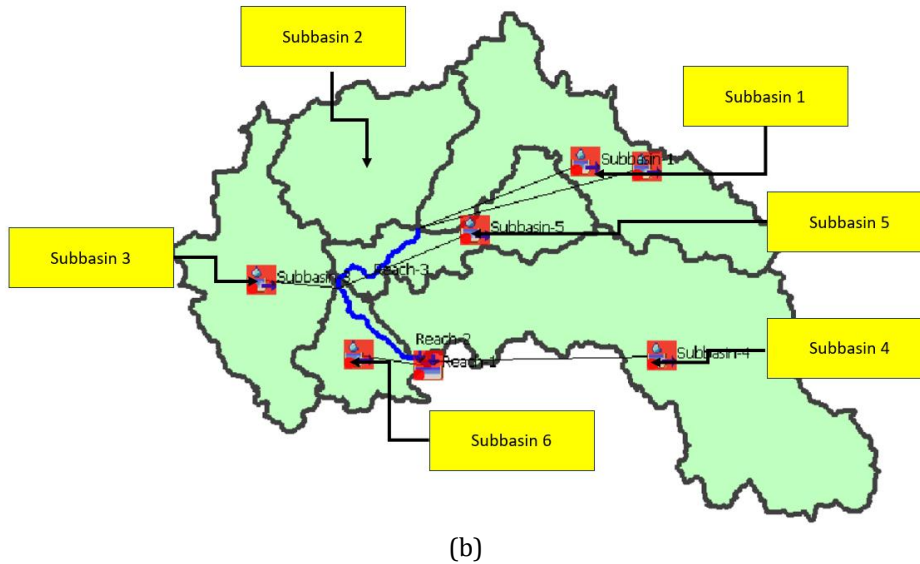 Subbasin 2
Subbasin 1
Subbasin-1
Subbasin-5
Subbasin 5
Subbasin 3
Reach-3
Reach-2
Reach-1
Subbasin-4
Subbasin 4
Subbasin 6
(b)